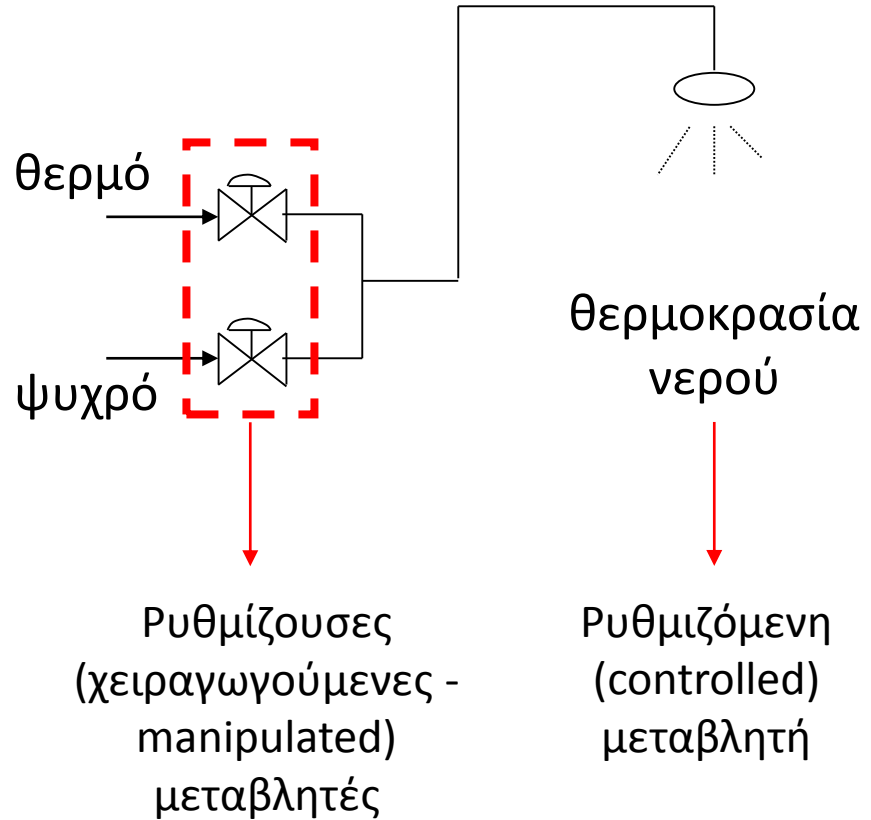 θερμό
ψυχρό
θερμοκρασία
νερού
Ρυθμίζουσες
(χειραγωγούμενες -
manipulated)
μεταβλητές
Ρυθμιζόμενη
(controlled)
μεταβλητή